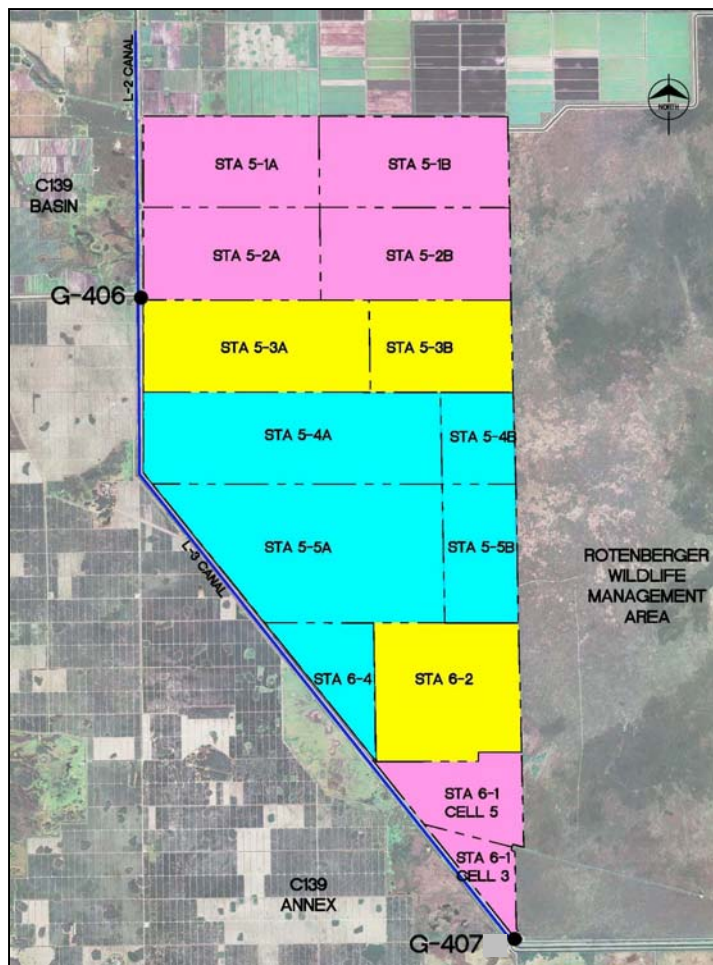 L-2 CANAL
NORTH
STA 5-1A
STA 5-1B
C139
BASIN
STA 5-2A
STA 5-2B
G-406
STA 5-3A
STA 5-3B
STA 5-4A
STA 5-4B
STA 5-5A
STA 5-5B
L-3 CANAL
ROTENBERGER
WILDLIFE
MANAGEMENT
AREA
STA 6-4
STA 6-2
STA 6-1
CELL 5
STA 6-1
CELL 3
C139
ANNEX
G-407